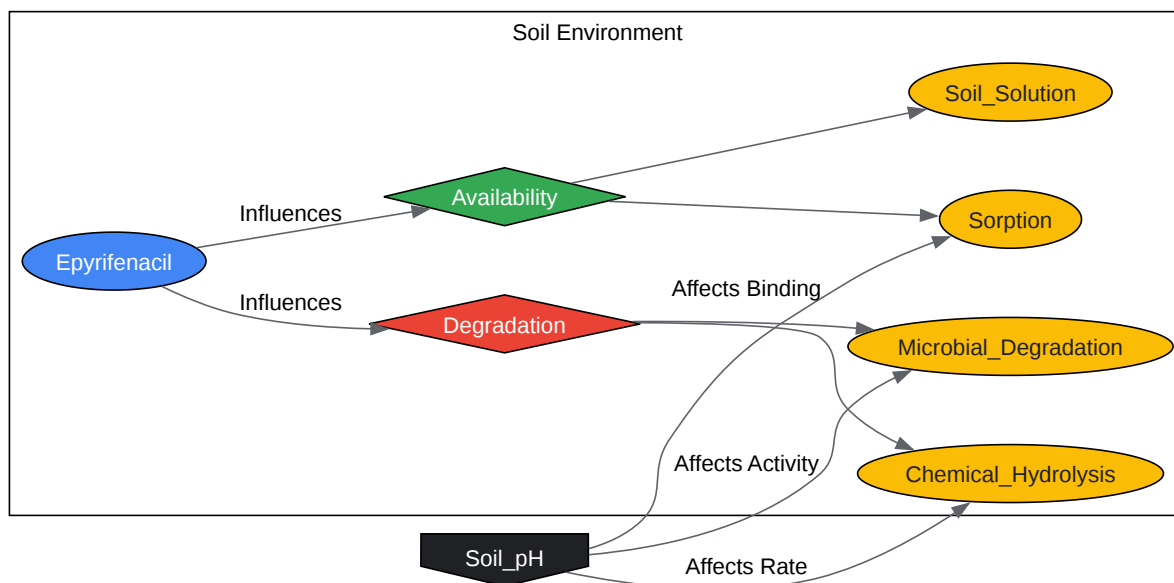 Soil Environment
Soil_Solution
Availability
Influences
Sorption
Epyrifenacil
Affects Binding
Influences
Degradation
Microbial_Degradation
Affects Activity
Chemical_Hydrolysis
Soil_pH
Affects Rate